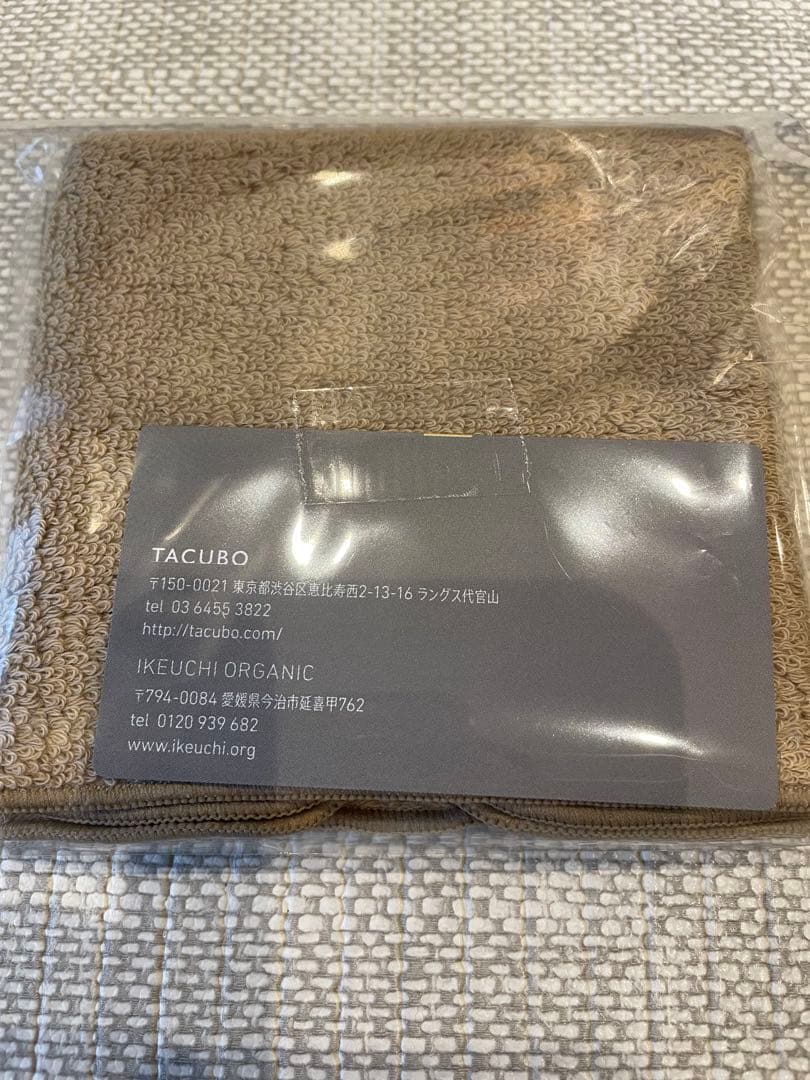 TACUBO
〒150-0021 東京都渋谷区恵比寿西2-13-16 ラングス代官山
tel 03 6455 3822
http://tacubo.com/
IKEUCHI ORGANIC
〒794-0084 愛媛県今治市延喜甲762
tel 0120 939 682
www.ikeuchi.org